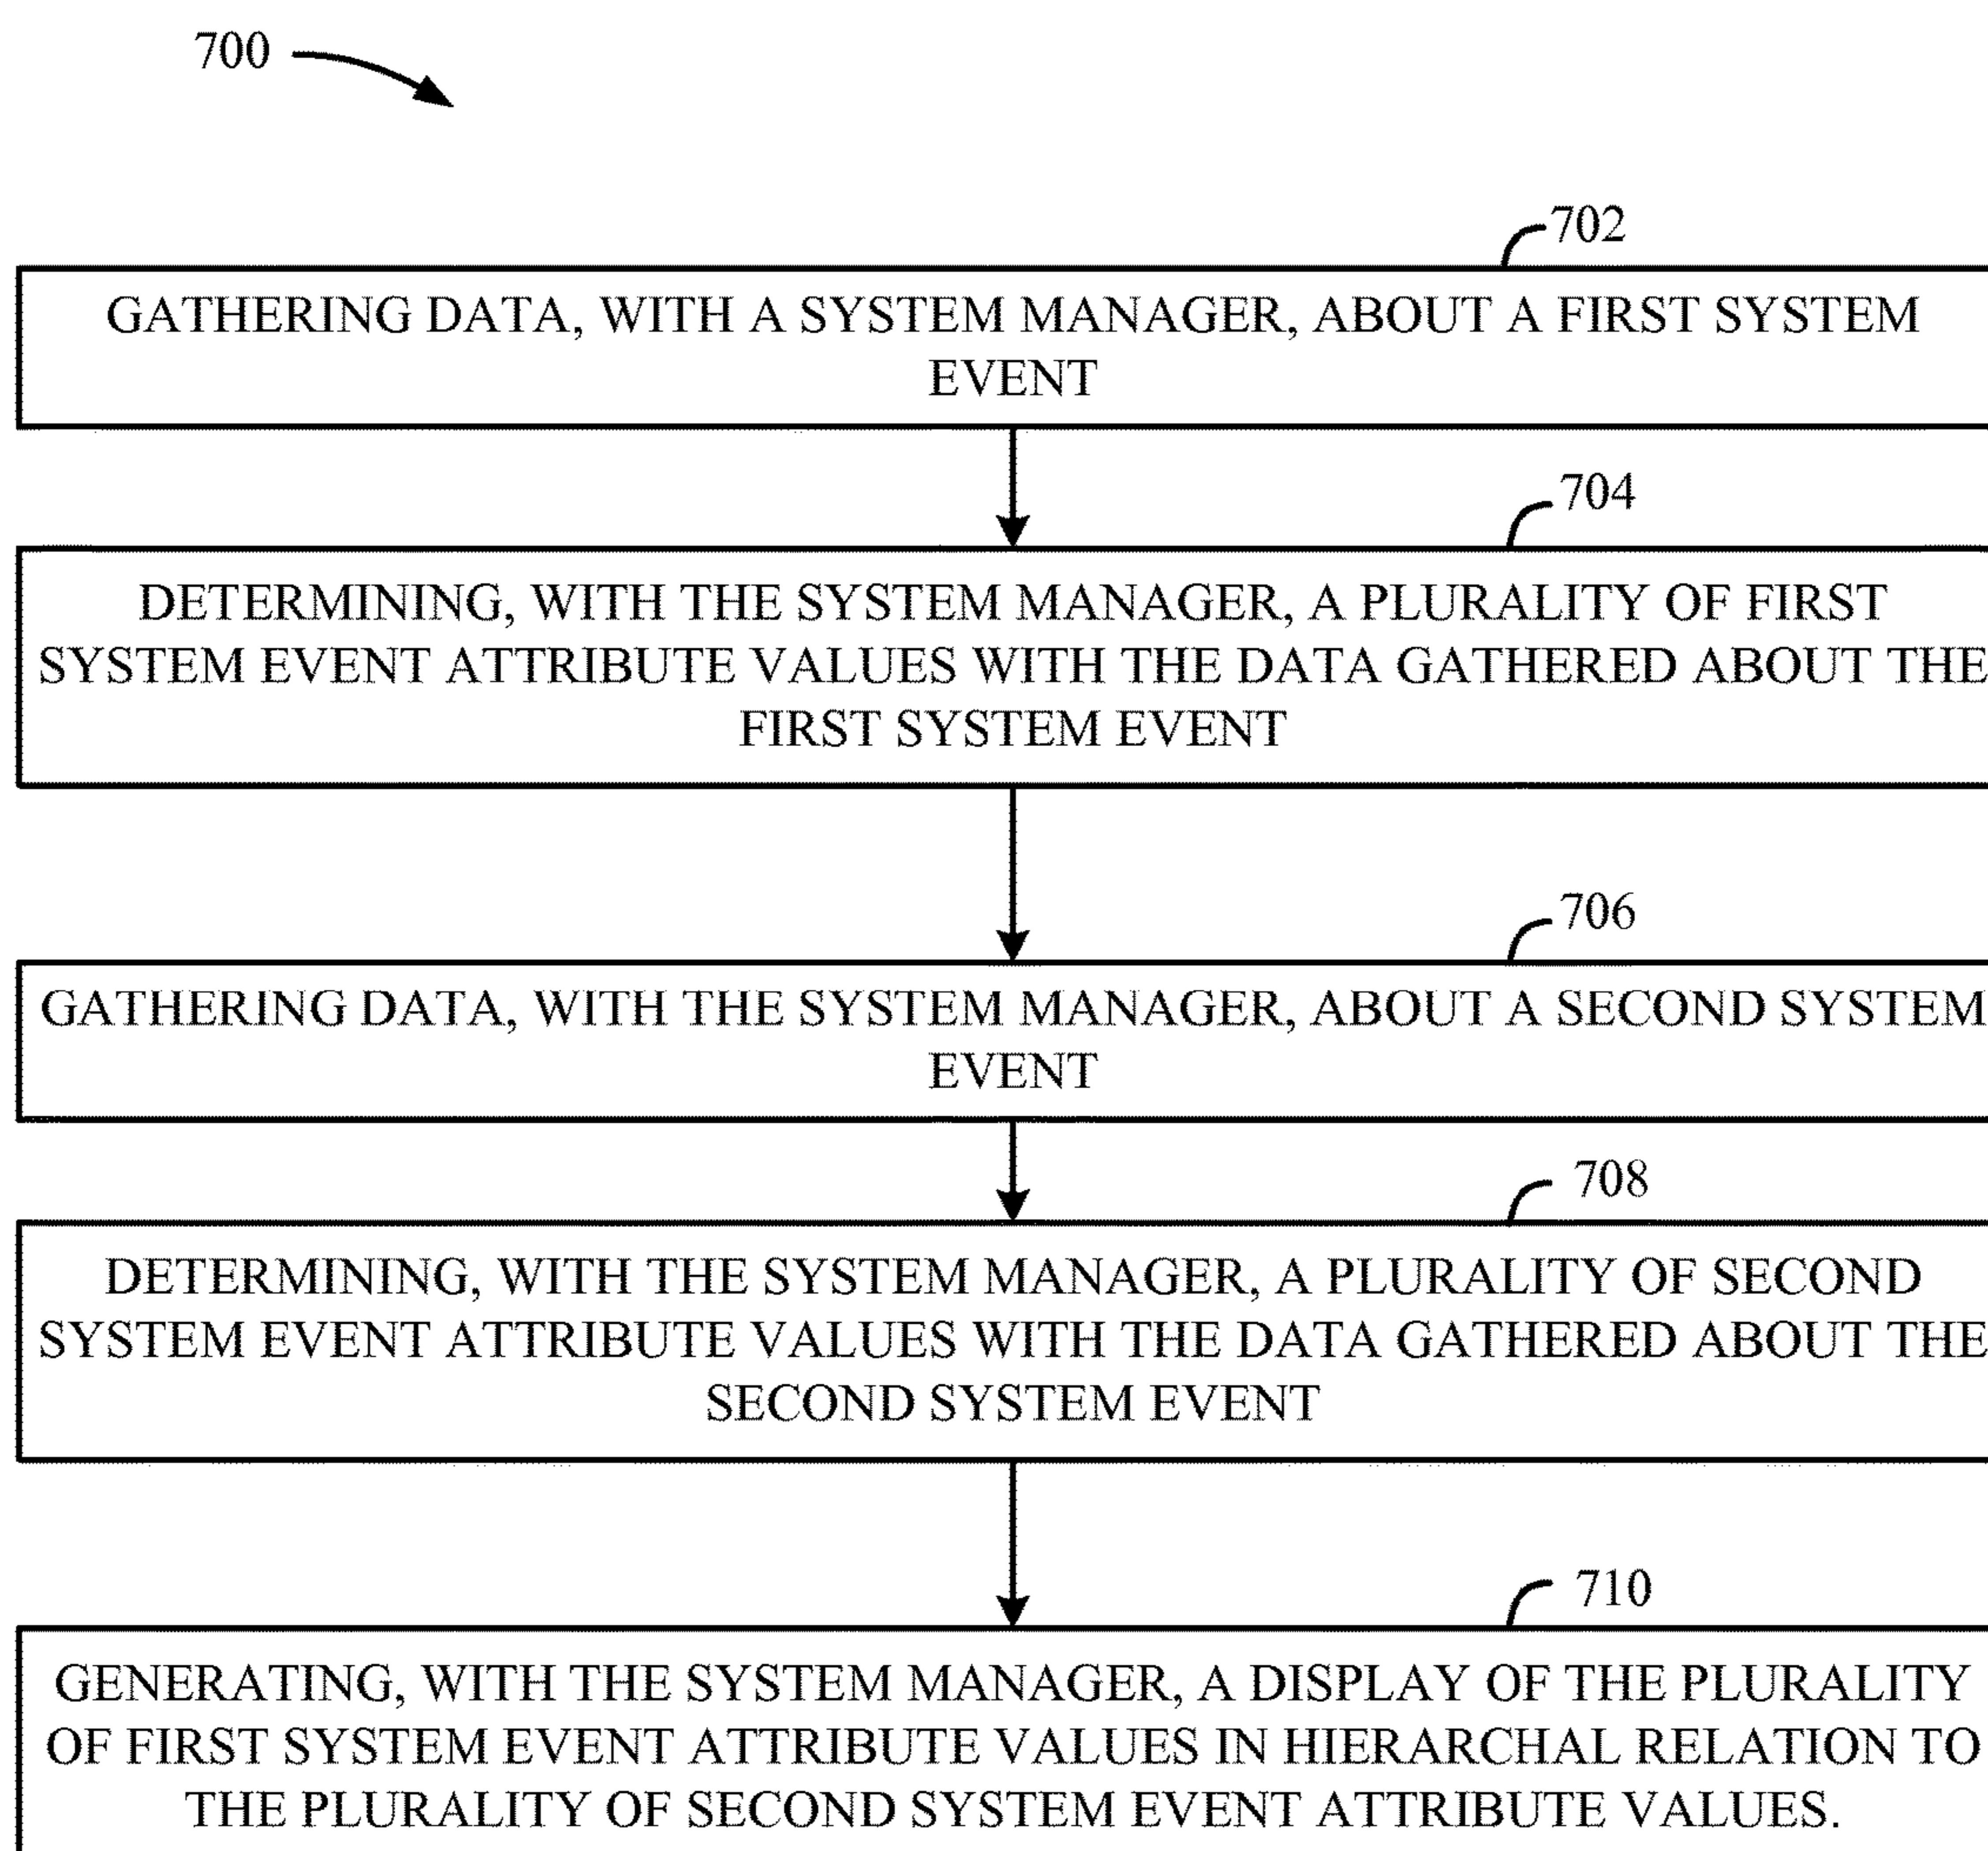 700
702
GATHERING DATA, WITH A SYSTEM MANAGER, ABOUT A FIRST SYSTEM
EVENT
704
DETERMINING, WITH THE SYSTEM MANAGER, A PLURALITY OF FIRST
SYSTEM EVENT ATTRIBUTE VALUES WITH THE DATA GATHERED ABOUT THE
FIRST SYSTEM EVENT
706
GATHERING DATA, WITH THE SYSTEM MANAGER, ABOUT A SECOND SYSTEM
EVENT
708
DETERMINING, WITH THE SYSTEM MANAGER, A PLURALITY OF SECOND
SYSTEM EVENT ATTRIBUTE VALUES WITH THE DATA GATHERED ABOUT THE
SECOND SYSTEM EVENT
710
GENERATING, WITH THE SYSTEM MANAGER, A DISPLAY OF THE PLURALITY
OF FIRST SYSTEM EVENT ATTRIBUTE VALUES IN HIERARCHAL RELATION TO
THE PLURALITY OF SECOND SYSTEM EVENT ATTRIBUTE VALUES.